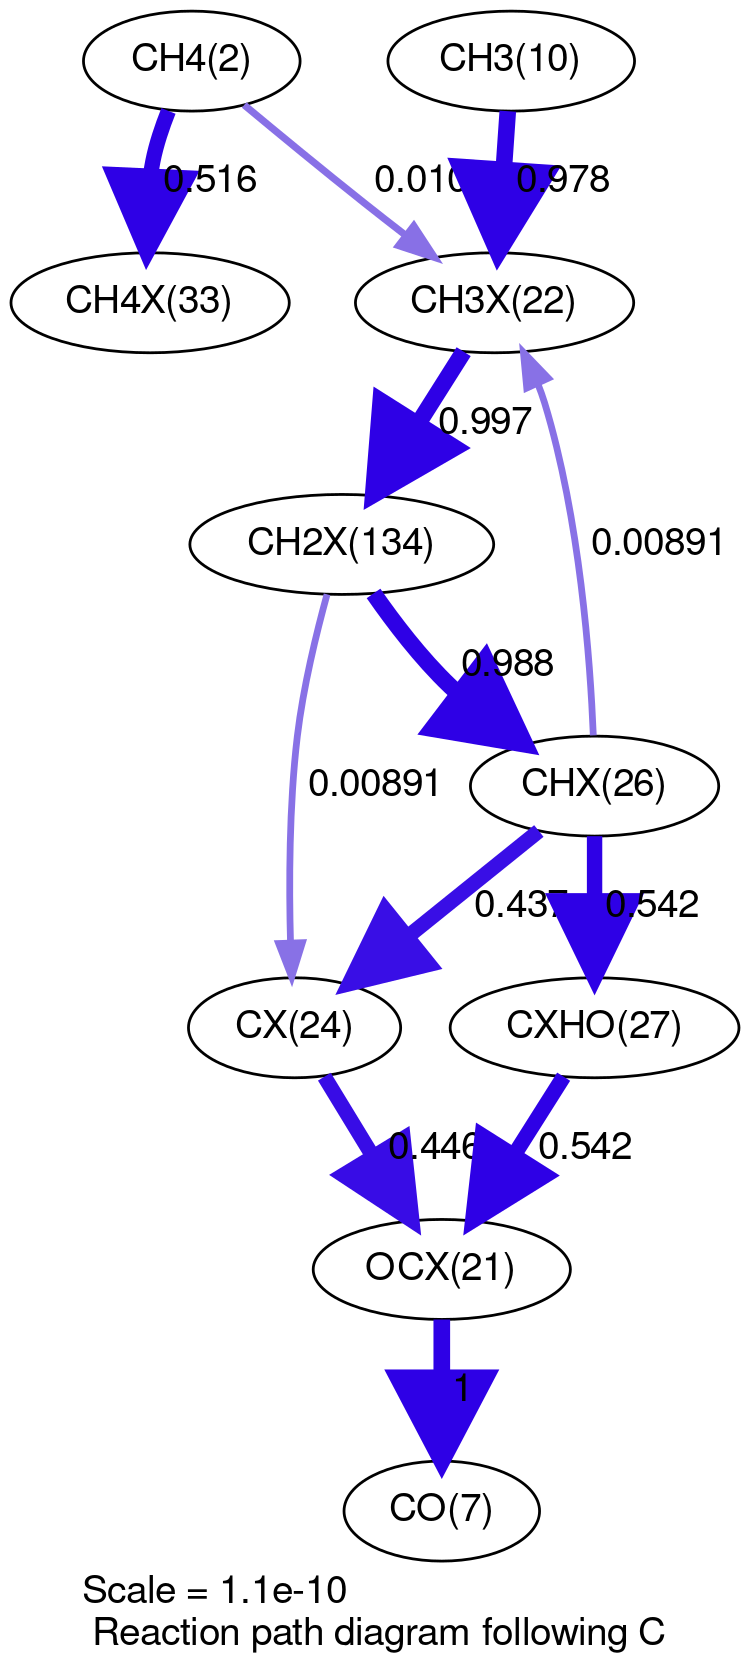 CH4(2)
CH3(10)
0.516
0.010
0.978
CH4X(33)
CH3X(22)
0.997
CH2X(134)
0.00891
0.988
0.00891
CHX(26)
0.437
0.542
CX(24)
CXHO(27)
0.446
0.542
OCX(21)
1
CO(7)
Scale = 1.1e-10
Reaction path diagram following C